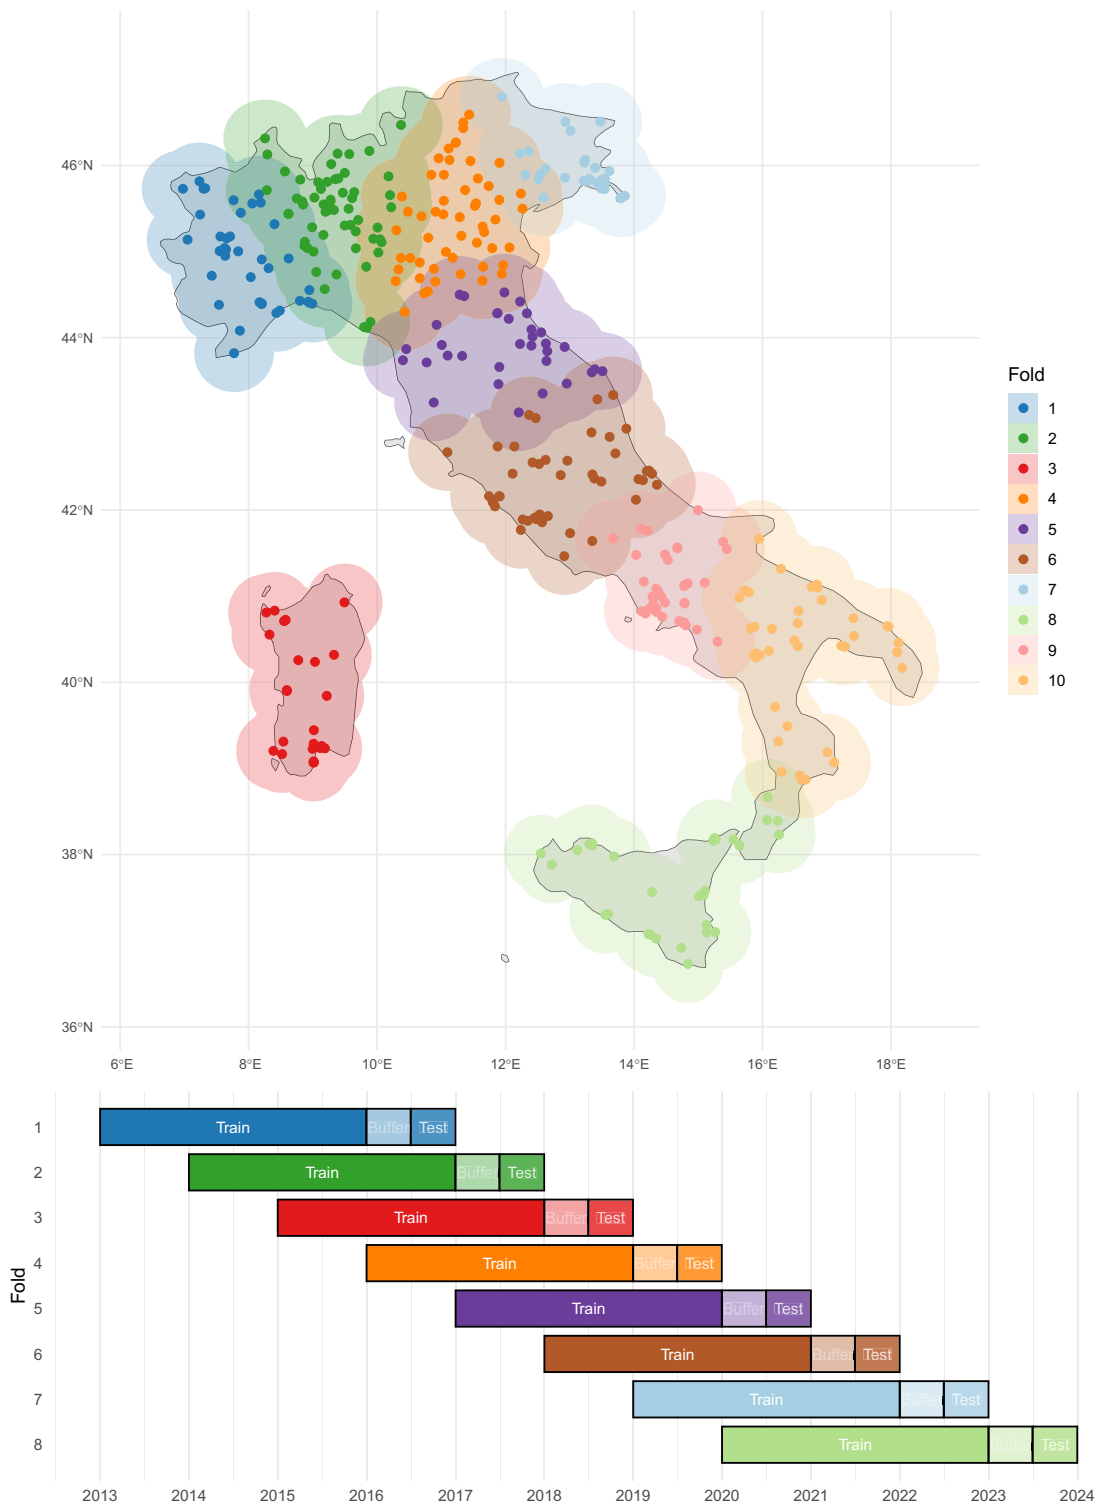 46°N
44°N
42°N
40°N
38°N
36°N
6°E 8°E 10°E 12°E 14°E 16°E 18°E
Fold
1
2
3
4
5
6
7
8
9
10
Fold
1 Train Buffer Test
2 Train Buffer Test
3 Train Buffer Test
4 Train Buffer Test
5 Train Buffer Test
6 Train Buffer Test
7 Train Buffer Test
8 Train Buffer Test
2013 2014 2015 2016 2017 2018 2019 2020 2021 2022 2023 2024